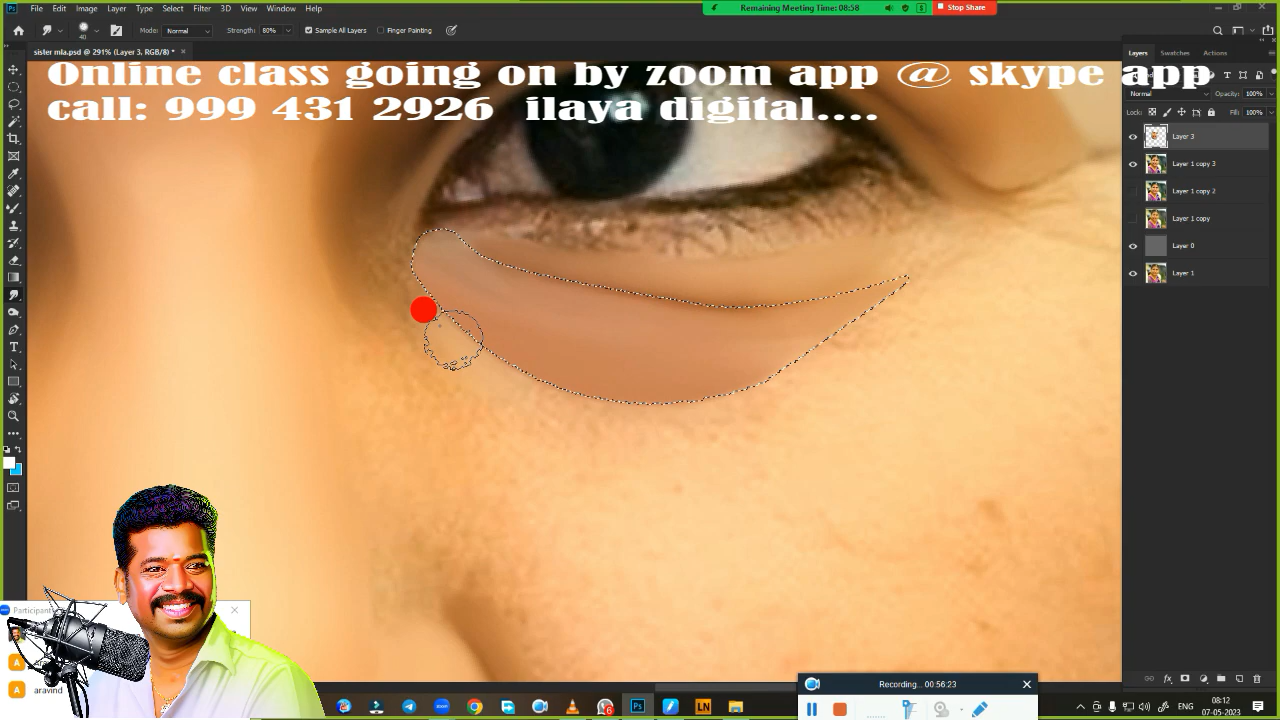 Remaining Meeting Time: 08:58
Stop Share
File Edit Image Layer Type Select Filter 3D View Window Help
40 Mode: Normal Strength: 80% Sample All Layers Finger Painting
sister mla.psd @ 291% (Layer 3, RGB/8) *
Online class going on by zoom app @ skype app
call: 999 431 2926 ilaya digital....
Layers Swatches Actions
Normal Opacity: 100%
Lock: Fill: 100%
Layer 3
Layer 1 copy 3
Layer 1 copy 2
Layer 1 copy
Layer 0
Layer 1
Participant
A
A aravind
Recording... 00:56:23
08:12
07-05-2023